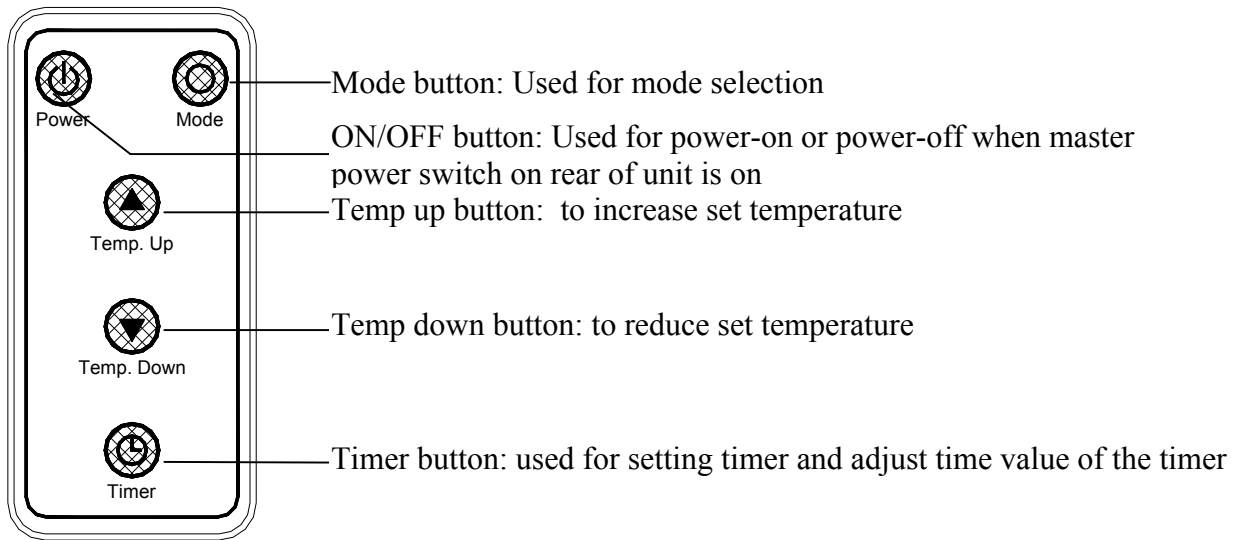 Power
Mode
Mode button: Used for mode selection
ON/OFF button: Used for power-on or power-off when master
power switch on rear of unit is on
Temp. Up
Temp up button:  to increase set temperature
Temp. Down
Temp down button: to reduce set temperature
Timer
Timer button: used for setting timer and adjust time value of the timer